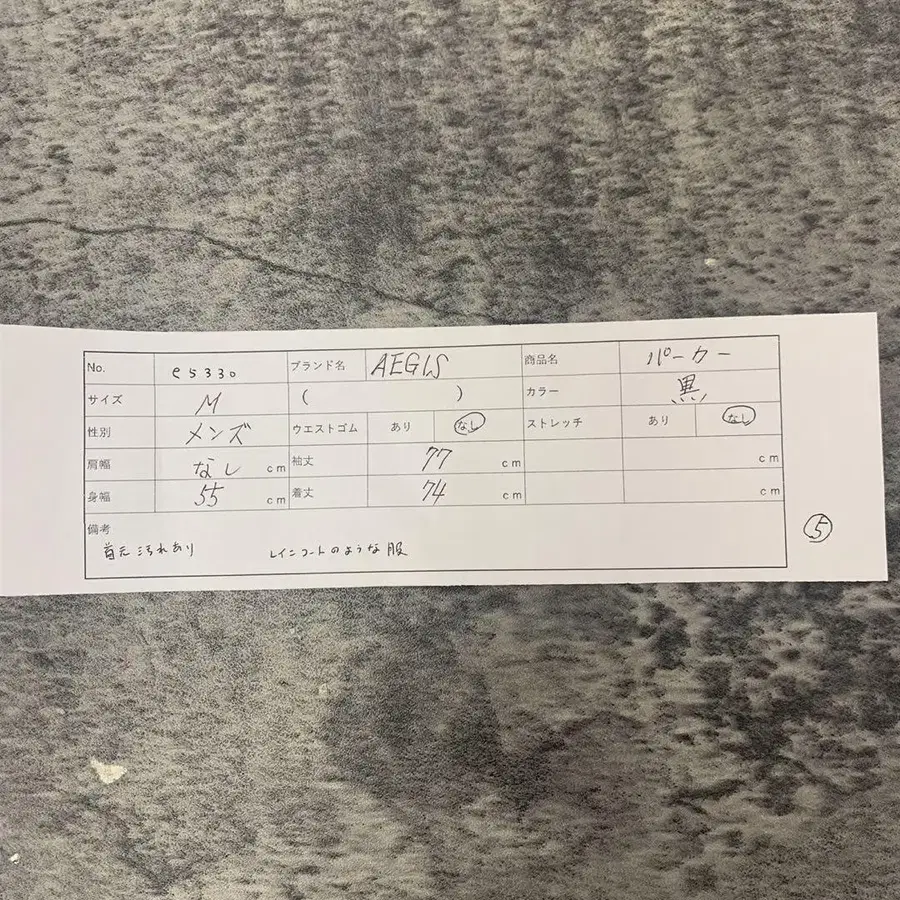 No. e5330 ブランド名 AEGIS 商品名 パーカー
サイズ M ( ) カラー 黒
性別 メンズ ウエストゴム あり なし ストレッチ あり なし
肩幅 なし cm 袖丈 77 cm cm
身幅 55 cm 着丈 74 cm cm
備考
首元汚れあり レインコートのような服
⑤